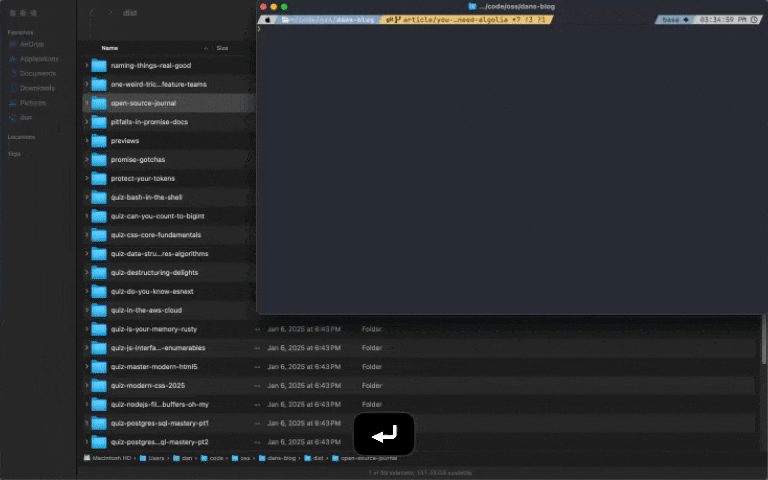 dist
.../code/oss/dans-blog
~/code/oss/dans-blog
article/you-...need-algolia
!3 ?1
base
03:34:59 PM
Name
Size
Favorites
AirDrop
Applications
Documents
Downloads
Pictures
dan
Locations
Tags
naming-things-real-good
one-weird-tric...feature-teams
open-source-journal
pitfalls-in-promise-docs
previews
promise-gotchas
protect-your-tokens
quiz-bash-in-the-shell
quiz-can-you-count-to-bigint
quiz-css-core-fundamentals
quiz-data-stru...res-algorithms
quiz-destructuring-delights
quiz-do-you-know-esnext
quiz-in-the-aws-cloud
quiz-is-your-memory-rusty -- Jan 6, 2025 at 6:43 PM Folder
quiz-js-interfa...-enumerables -- Jan 6, 2025 at 6:43 PM Folder
quiz-master-modern-html5 -- Jan 6, 2025 at 6:43 PM Folder
quiz-modern-css-2025 -- Jan 6, 2025 at 6:43 PM Folder
quiz-nodejs-fil...buffers-oh-my -- Jan 6, 2025 at 6:43 PM Folder
quiz-postgres-sql-mastery-pt1 -- Jan 6, 2025 at 6:43 PM Folder
quiz-postgres...ql-mastery-pt2 -- Jan 6, 2025 at 6:43 PM Folder
Macintosh HD › Users › dan › code › oss › dans-blog › dist › open-source-journal